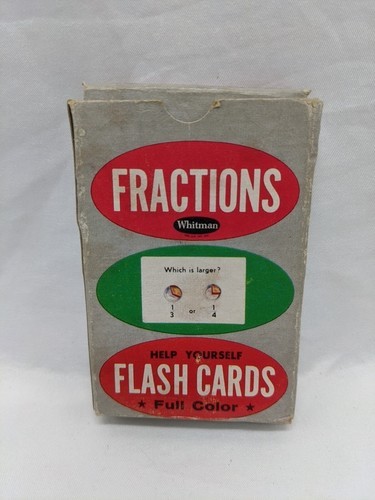 FRACTIONS
Whitman
Which is larger?
1/3 or 1/4
HELP YOURSELF
FLASH CARDS
★ Full Color ★